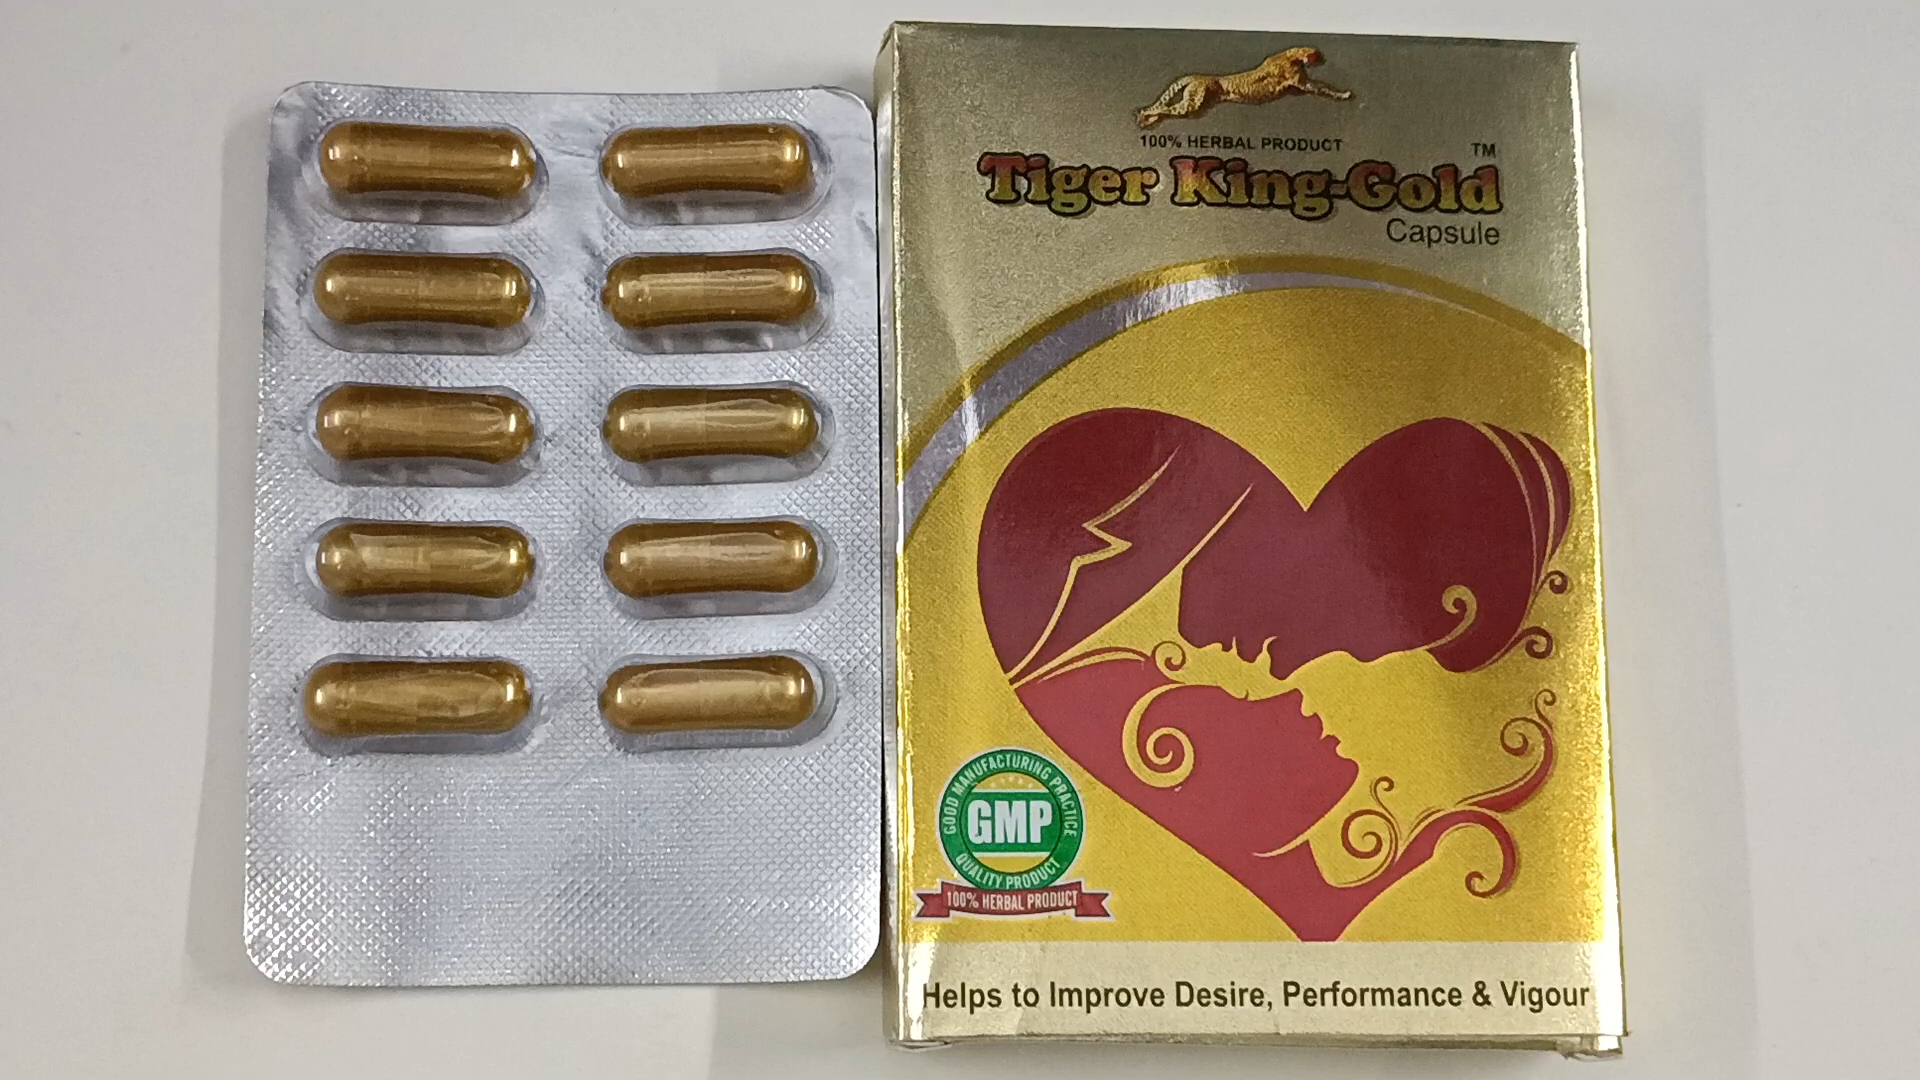 100% HERBAL PRODUCT
TM
Tiger King-Gold
Capsule
GOOD MANUFACTURING PRACTICE
GMP
QUALITY PRODUCT
100% HERBAL PRODUCT
Helps to Improve Desire, Performance & Vigour